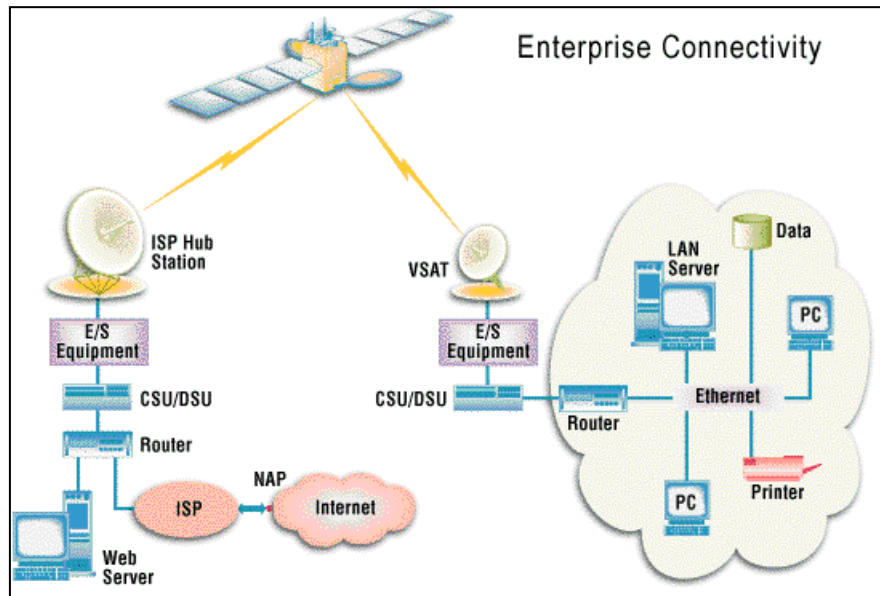 Enterprise Connectivity
ISP Hub
Station
VSAT
Data
LAN
Server
PC
E/S
Equipment
E/S
Equipment
CSU/DSU
CSU/DSU
Router
Ethernet
Router
NAP
ISP
Internet
PC
Printer
Web
Server